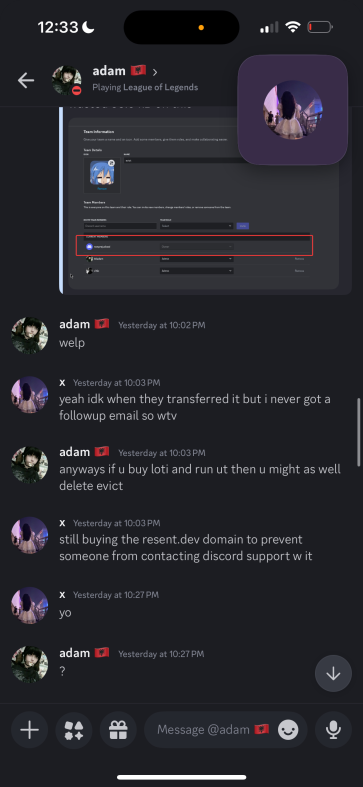 12:33
adam 🇦🇱 >
Playing League of Legends
Team Information
Team Members
adam 🇦🇱 Yesterday at 10:02 PM
welp
x Yesterday at 10:03 PM
yeah idk when they transferred it but i never got a
followup email so wtv
adam 🇦🇱 Yesterday at 10:03 PM
anyways if u buy loti and run ut then u might as well
delete evict
x Yesterday at 10:03 PM
still buying the resent.dev domain to prevent
someone from contacting discord support w it
x Yesterday at 10:27 PM
yo
adam 🇦🇱 Yesterday at 10:27 PM
?
Message @adam 🇦🇱